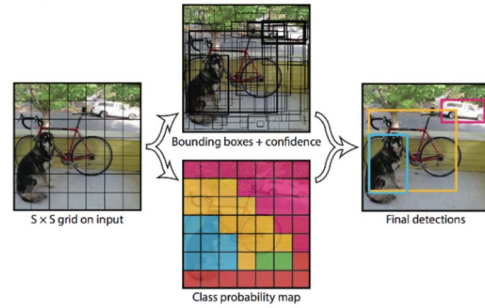 S × S grid on input
Bounding boxes + confidence
Class probability map
Final detections